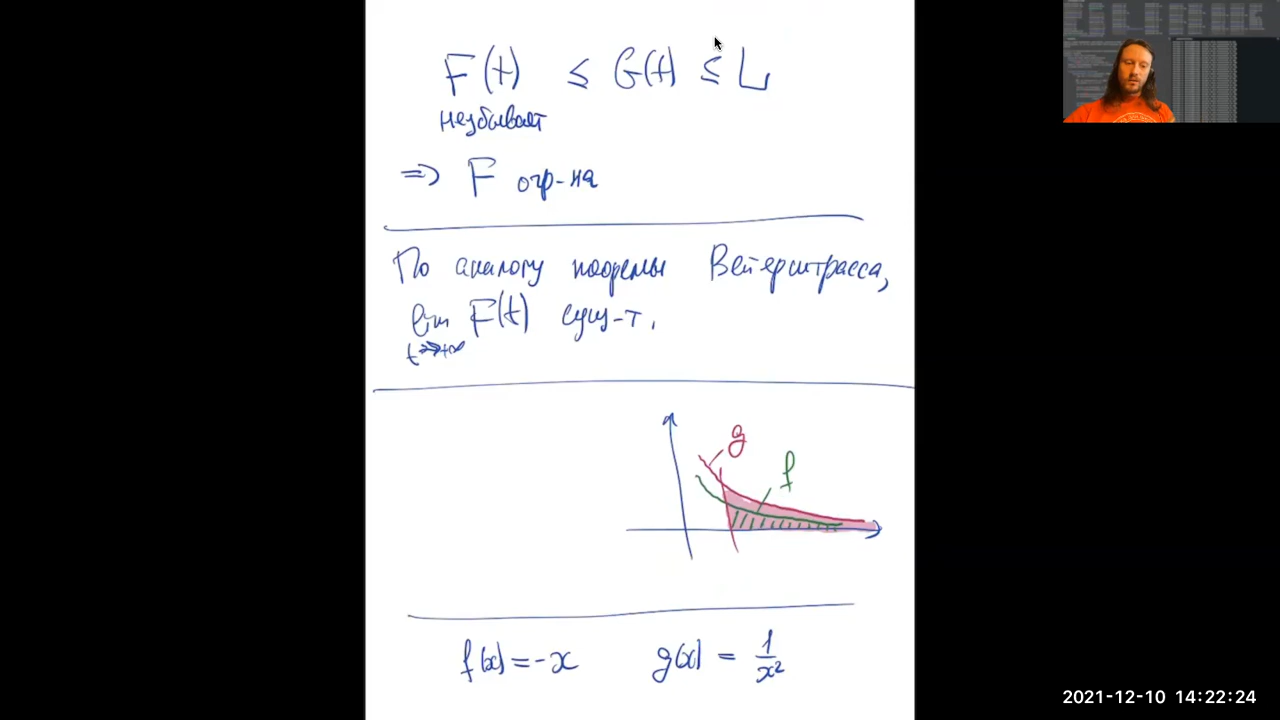 F(t) ≤ G(t) ≤ L
неубывает
⇒ F огр-на
По аналогу теоремы Вейерштрасса,
lim F(t) сущ-т.
t→+∞
g
f
f(x) = -x g(x) = 1/x²
2021-12-10 14:22:24